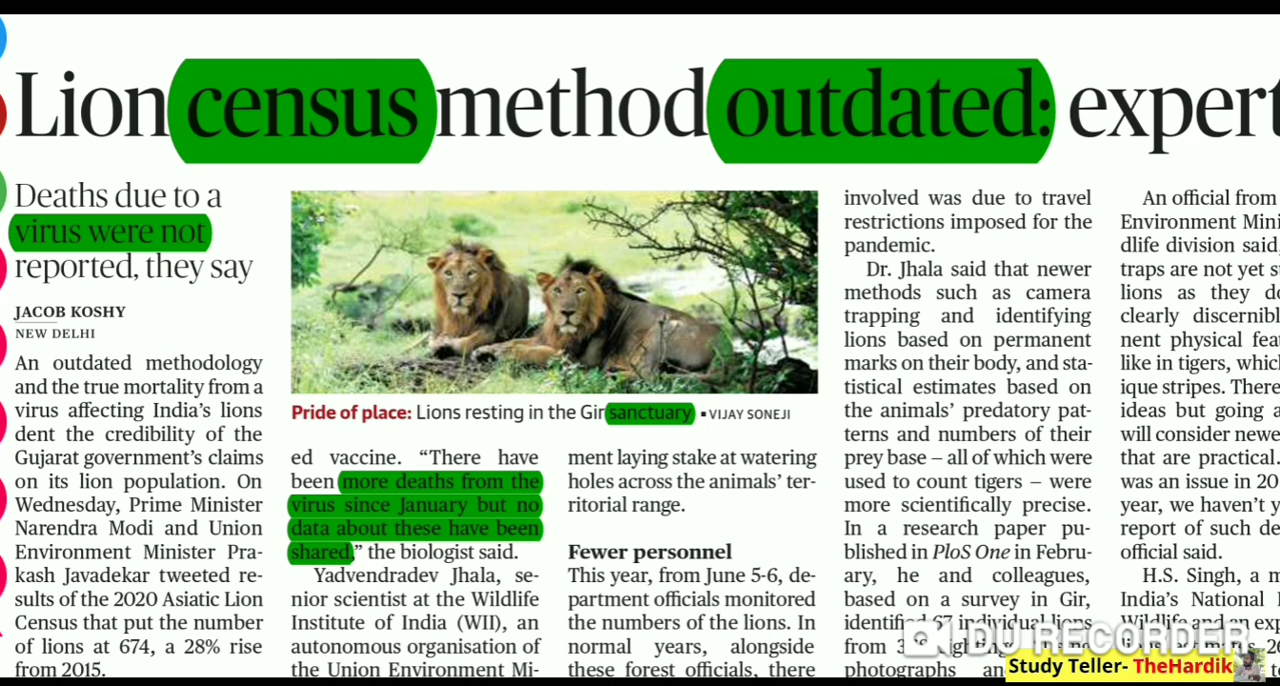 Lion census method outdated: expert
Deaths due to a
virus were not
reported, they say
JACOB KOSHY
NEW DELHI
An outdated methodology
and the true mortality from a
virus affecting India's lions
dent the credibility of the
Gujarat government's claims
on its lion population. On
Wednesday, Prime Minister
Narendra Modi and Union
Environment Minister Pra-
kash Javadekar tweeted re-
sults of the 2020 Asiatic Lion
Census that put the number
of lions at 674, a 28% rise
from 2015.
Pride of place: Lions resting in the Gir sanctuary ▪VIJAY SONEJI
ed vaccine. “There have
been more deaths from the
virus since January but no
data about these have been
shared,” the biologist said.
Yadvendradev Jhala, se-
nior scientist at the Wildlife
Institute of India (WII), an
autonomous organisation of
the Union Environment Mi-
ment laying stake at watering
holes across the animals' ter-
ritorial range.
Fewer personnel
This year, from June 5-6, de-
partment officials monitored
the numbers of the lions. In
normal years, alongside
these forest officials, there
involved was due to travel
restrictions imposed for the
pandemic.
Dr. Jhala said that newer
methods such as camera
trapping and identifying
lions based on permanent
marks on their body, and sta-
tistical estimates based on
the animals' predatory pat-
terns and numbers of their
prey base – all of which were
used to count tigers – were
more scientifically precise.
In a research paper pu-
blished in PloS One in Febru-
ary, he and colleagues,
based on a survey in Gir,
identified 67 individual lions
from
photographs
An official from
Environment Mini
dlife division said,
traps are not yet s
lions as they do
clearly discernibl
nent physical feat
like in tigers, which
ique stripes. There
ideas but going a
will consider newe
that are practical.
was an issue in 20
year, we haven't y
report of such de
official said.
H.S. Singh, a m
India's National
Wildlife and an exp
DU RECORDER
Study Teller- TheHardik